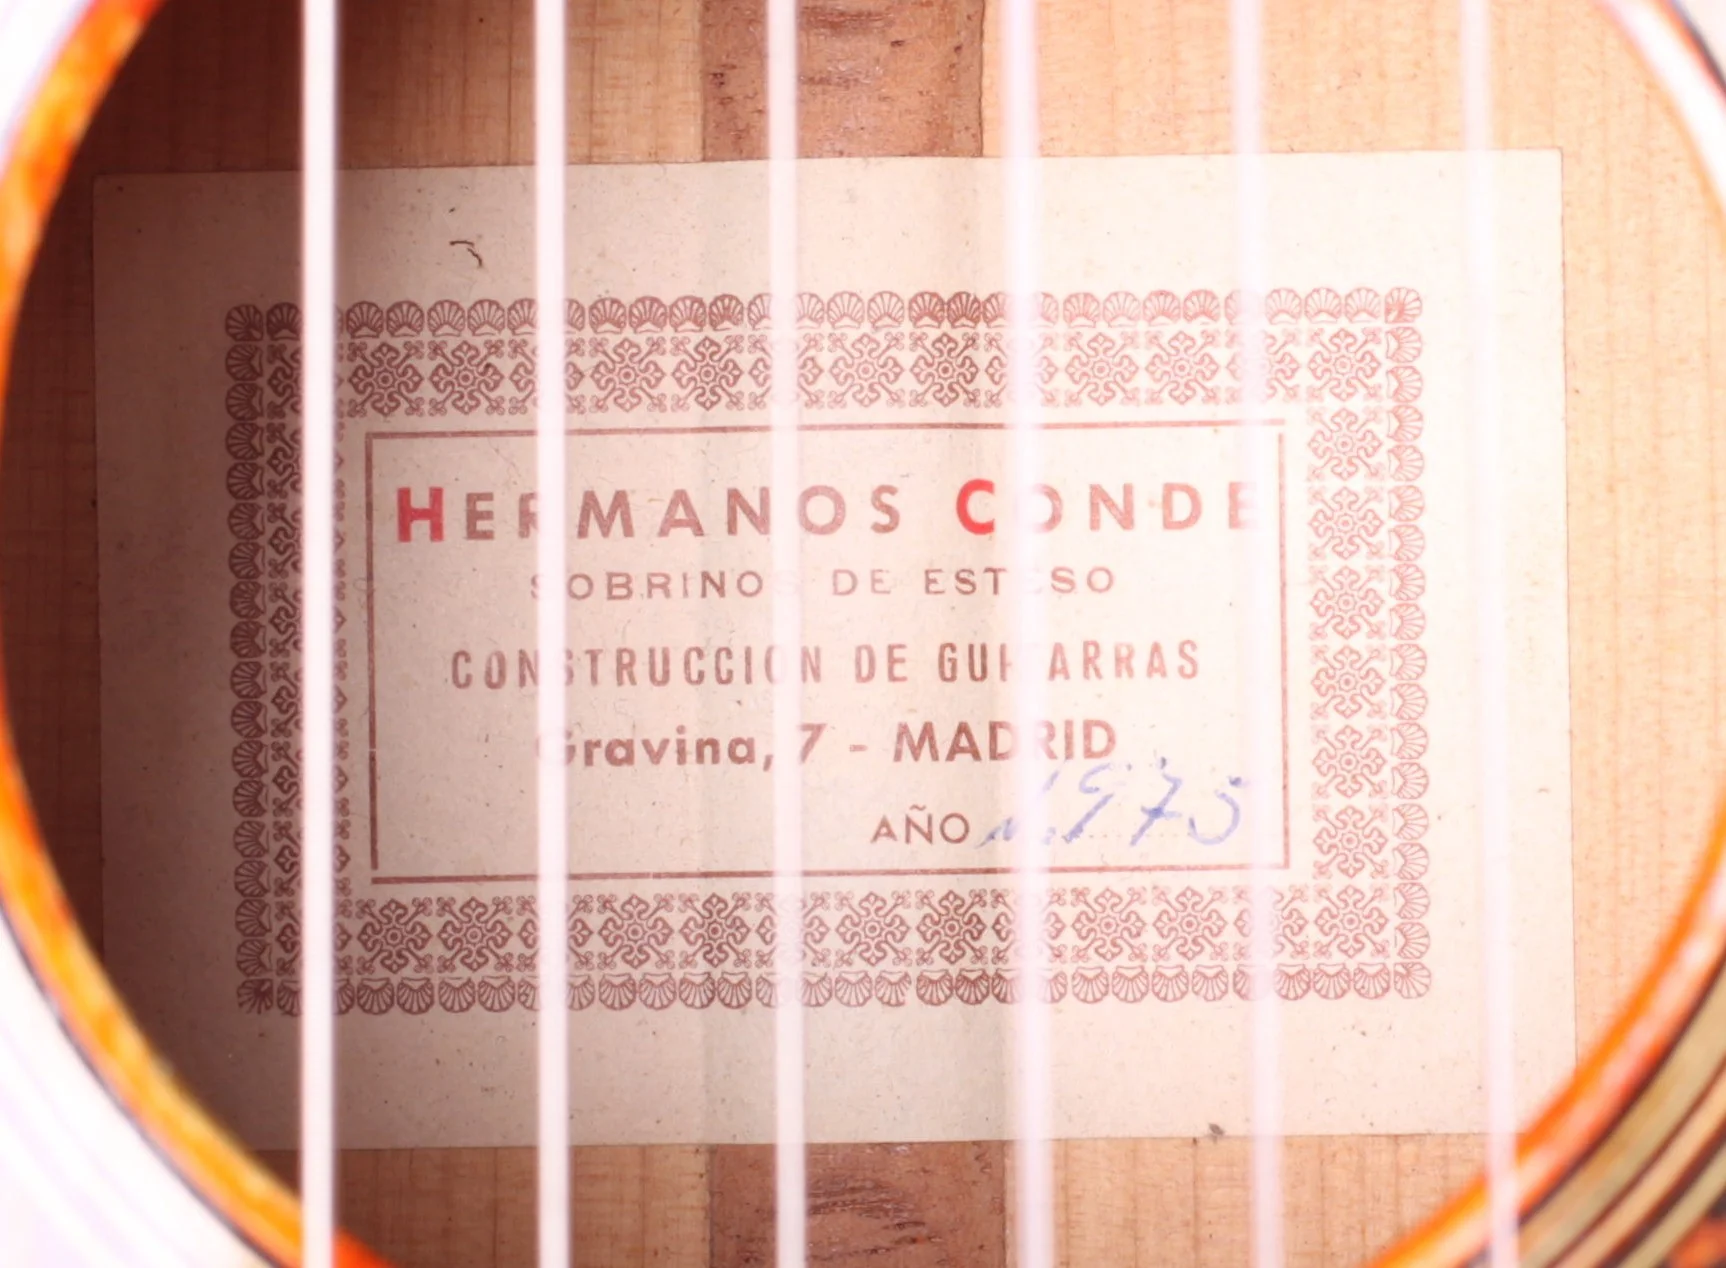 HERMANOS CONDE
SOBRINOS DE ESTESO
CONSTRUCCION DE GUITARRAS
Gravina, 7 - MADRID
AÑO 1975